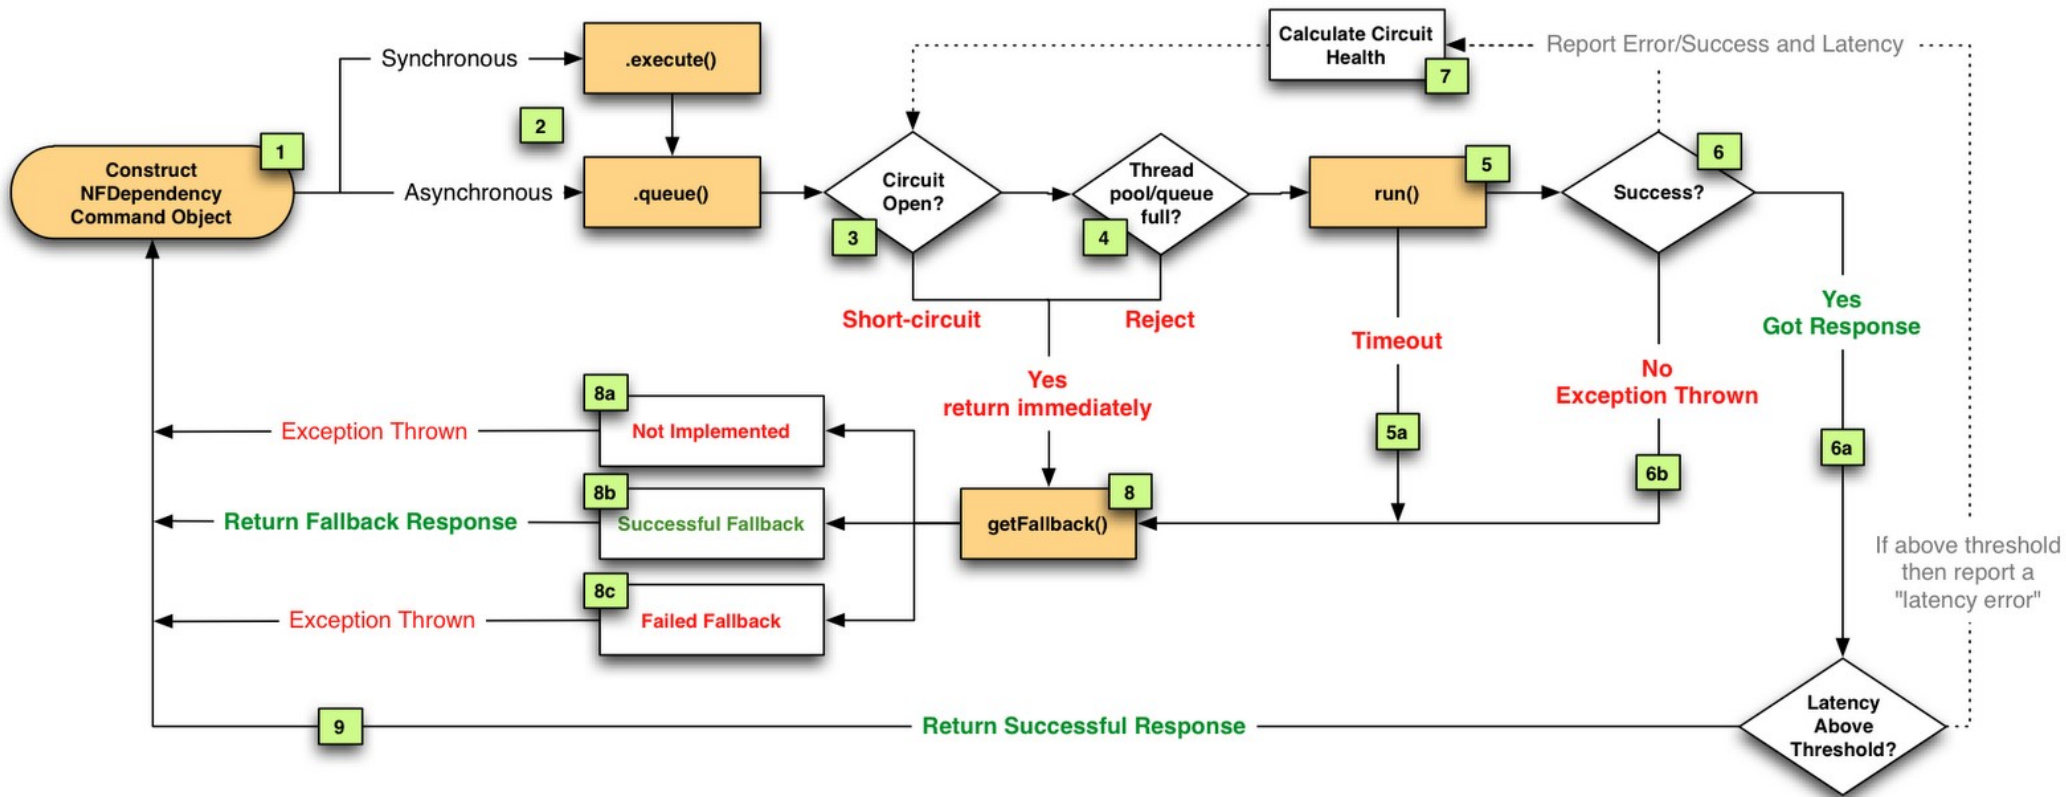 Synchronous
.execute()
2
1
Construct
NFDependency
Command Object
Asynchronous
.queue()
Circuit
Open?
3
Thread
pool/queue
full?
4
Calculate Circuit
Health
7
Report Error/Success and Latency
run()
5
Success?
6
Short-circuit
Reject
Yes
return immediately
Timeout
5a
No
Exception Thrown
6b
Yes
Got Response
6a
8
getFallback()
8a
Not Implemented
Exception Thrown
8b
Successful Fallback
Return Fallback Response
8c
Failed Fallback
Exception Thrown
If above threshold
then report a
"latency error"
Latency
Above
Threshold?
Return Successful Response
9